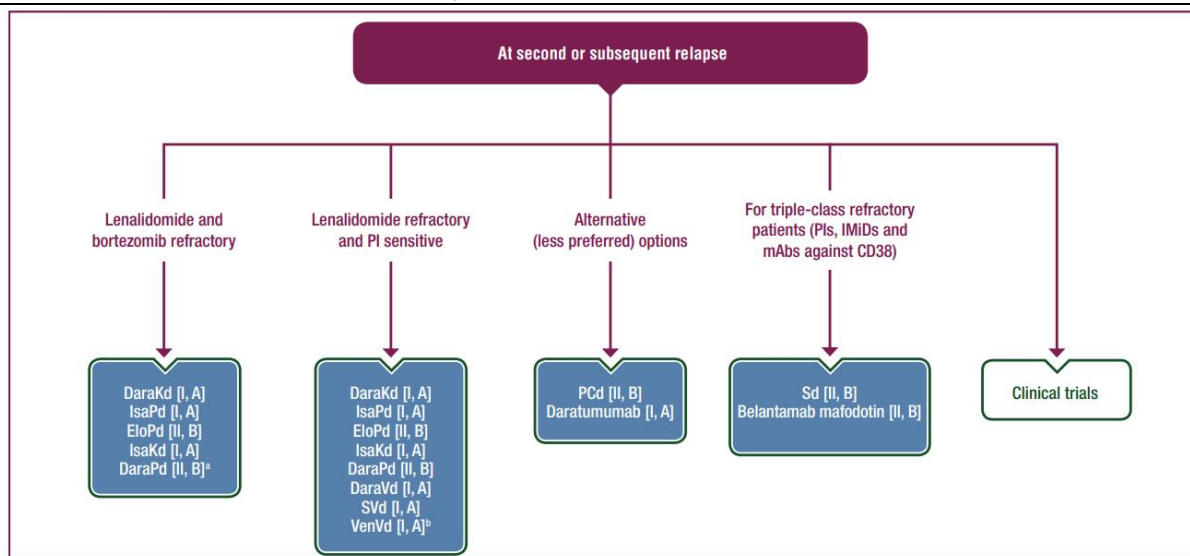 At second or subsequent relapse
Lenalidomide and
bortezomib refractory
Lenalidomide refractory
and PI sensitive
Alternative
(less preferred) options
For triple-class refractory
patients (PIs, IMiDs and
mAbs against CD38)
DaraKd [I, A]
IsaPd [I, A]
EloPd [II, B]
IsaKd [I, A]
DaraPd [II, B]ᵃ
DaraKd [I, A]
IsaPd [I, A]
EloPd [II, B]
IsaKd [I, A]
DaraPd [II, B]
DaraVd [I, A]
SVd [I, A]
VenVd [I, A]ᵇ
PCd [II, B]
Daratumumab [I, A]
Sd [II, B]
Belantamab mafodotin [II, B]
Clinical trials